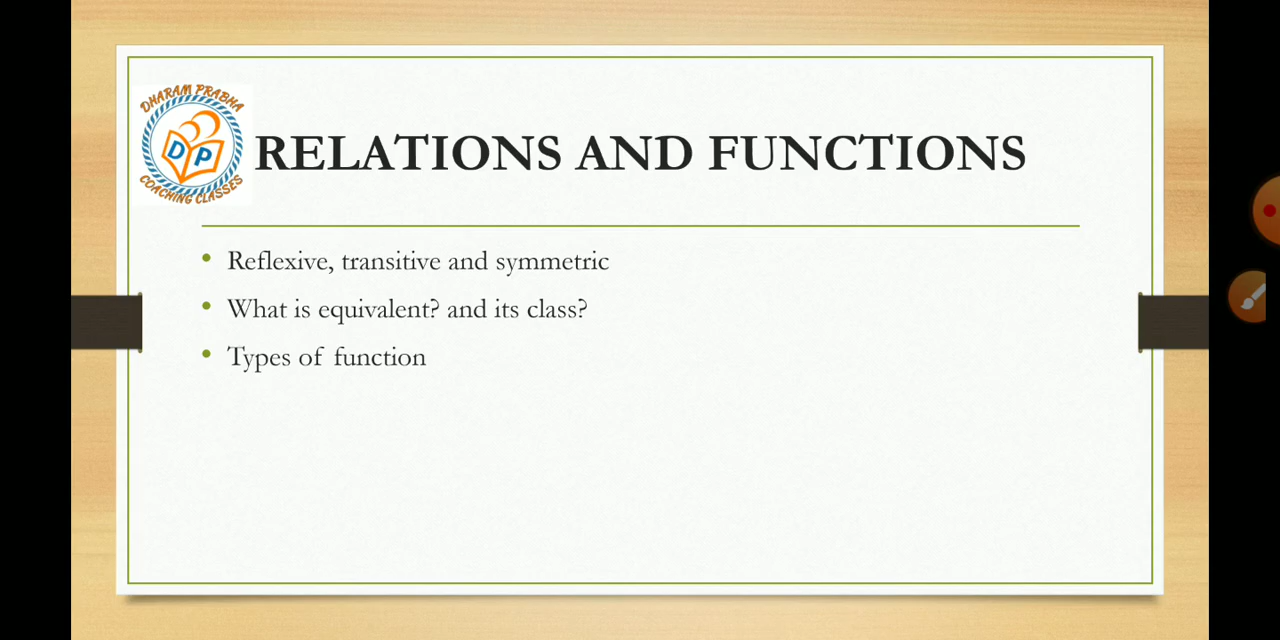 DHARAM PRABHA
DP
COACHING CLASSES
RELATIONS AND FUNCTIONS
• Reflexive, transitive and symmetric
• What is equivalent? and its class?
• Types of function